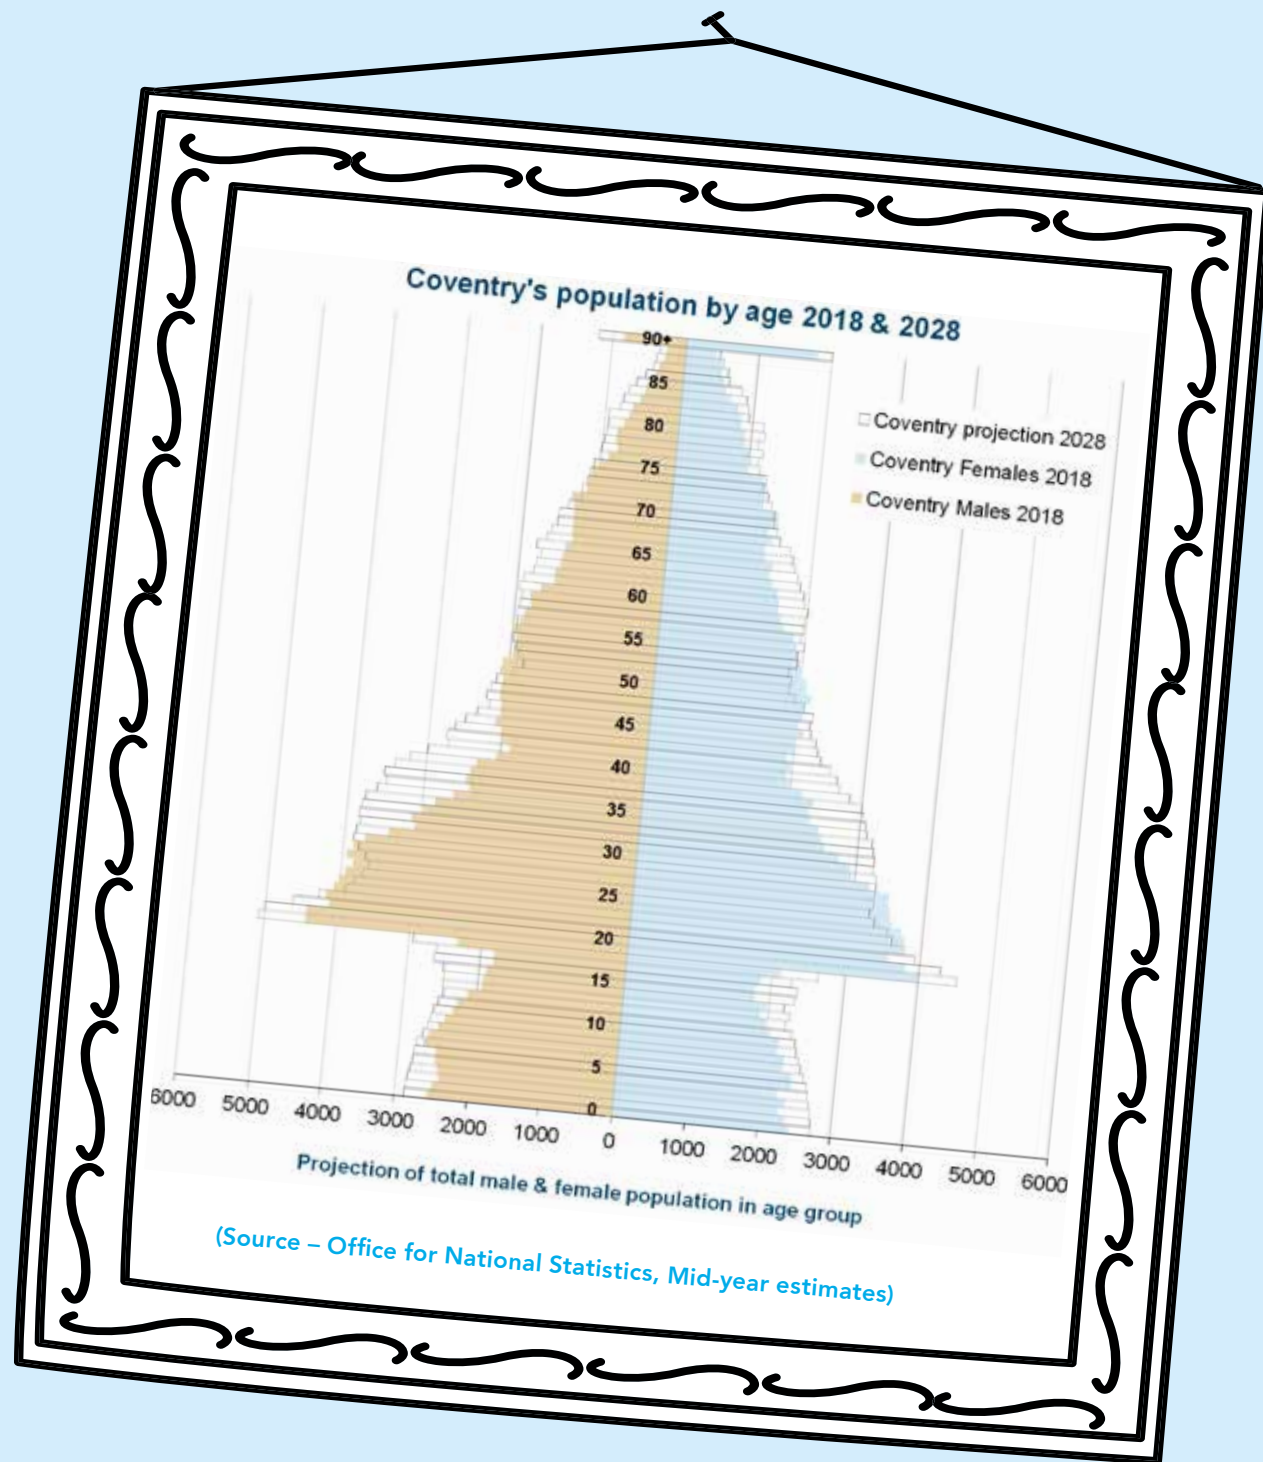 Coventry's population by age 2018 & 2028
90+
85
80
75
70
65
60
55
50
45
40
35
30
25
20
15
10
5
0
Coventry projection 2028
Coventry Females 2018
Coventry Males 2018
6000 5000 4000 3000 2000 1000 0 1000 2000 3000 4000 5000 6000
Projection of total male & female population in age group
(Source – Office for National Statistics, Mid-year estimates)